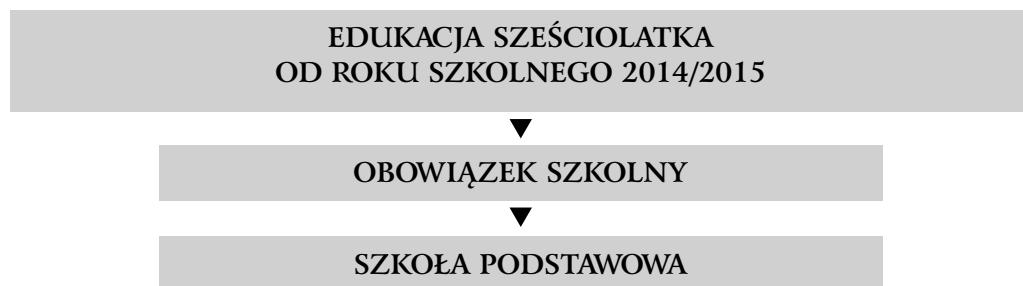 EDUKACJA SZEŚCIOLATKA
OD ROKU SZKOLNEGO 2014/2015
OBOWIĄZEK SZKOLNY
SZKOŁA PODSTAWOWA